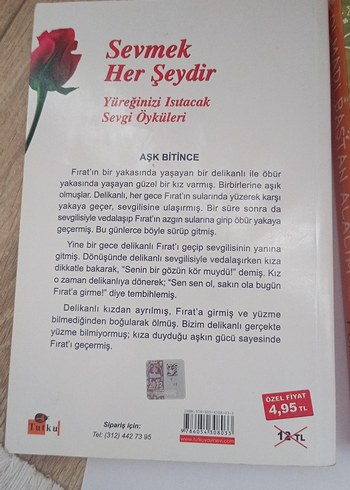 Sevmek
Her Şeydir
Yüreğinizi Isıtacak
Sevgi Öyküleri
AŞK BİTİNCE
Fırat'ın bir yakasında yaşayan bir delikanlı ile öbür
yakasında yaşayan güzel bir kız varmış. Birbirlerine aşık
olmuşlar. Delikanlı, her gece Fırat'ın sularında yüzerek karşı
yakaya geçer, sevgilisine ulaşırmış. Bir süre sonra da
sevgilisiyle vedalaşıp Fırat'ın azgın sularına girip öbür yakaya
geçermiş. Bu günlerce böyle sürüp gitmiş.
Yine bir gece delikanlı Fırat'ı geçip sevgilisinin yanına
gitmiş. Dönüşünde delikanlı sevgilisiyle vedalaşırken kıza
dikkatle bakarak, "Senin bir gözün kör muydü!" demiş. Kız
o zaman delikanlıya dönerek; "Sen sen ol, sakın ola bugün
Fırat'a girme!" diye tembihlemiş.
Delikanlı kızdan ayrılmış, Fırat'a girmiş ve yüzme
bilmediğinden boğularak ölmüş. Bizim delikanlı gerçekte
yüzme bilmiyormuş; kıza duyduğu aşkın gücü sayesinde
Fırat'ı geçermiş.
Tutku
Sipariş için:
Tel: (312) 442 73 95
9786054308033
ÖZEL FİYAT
4,95 TL
12 TL